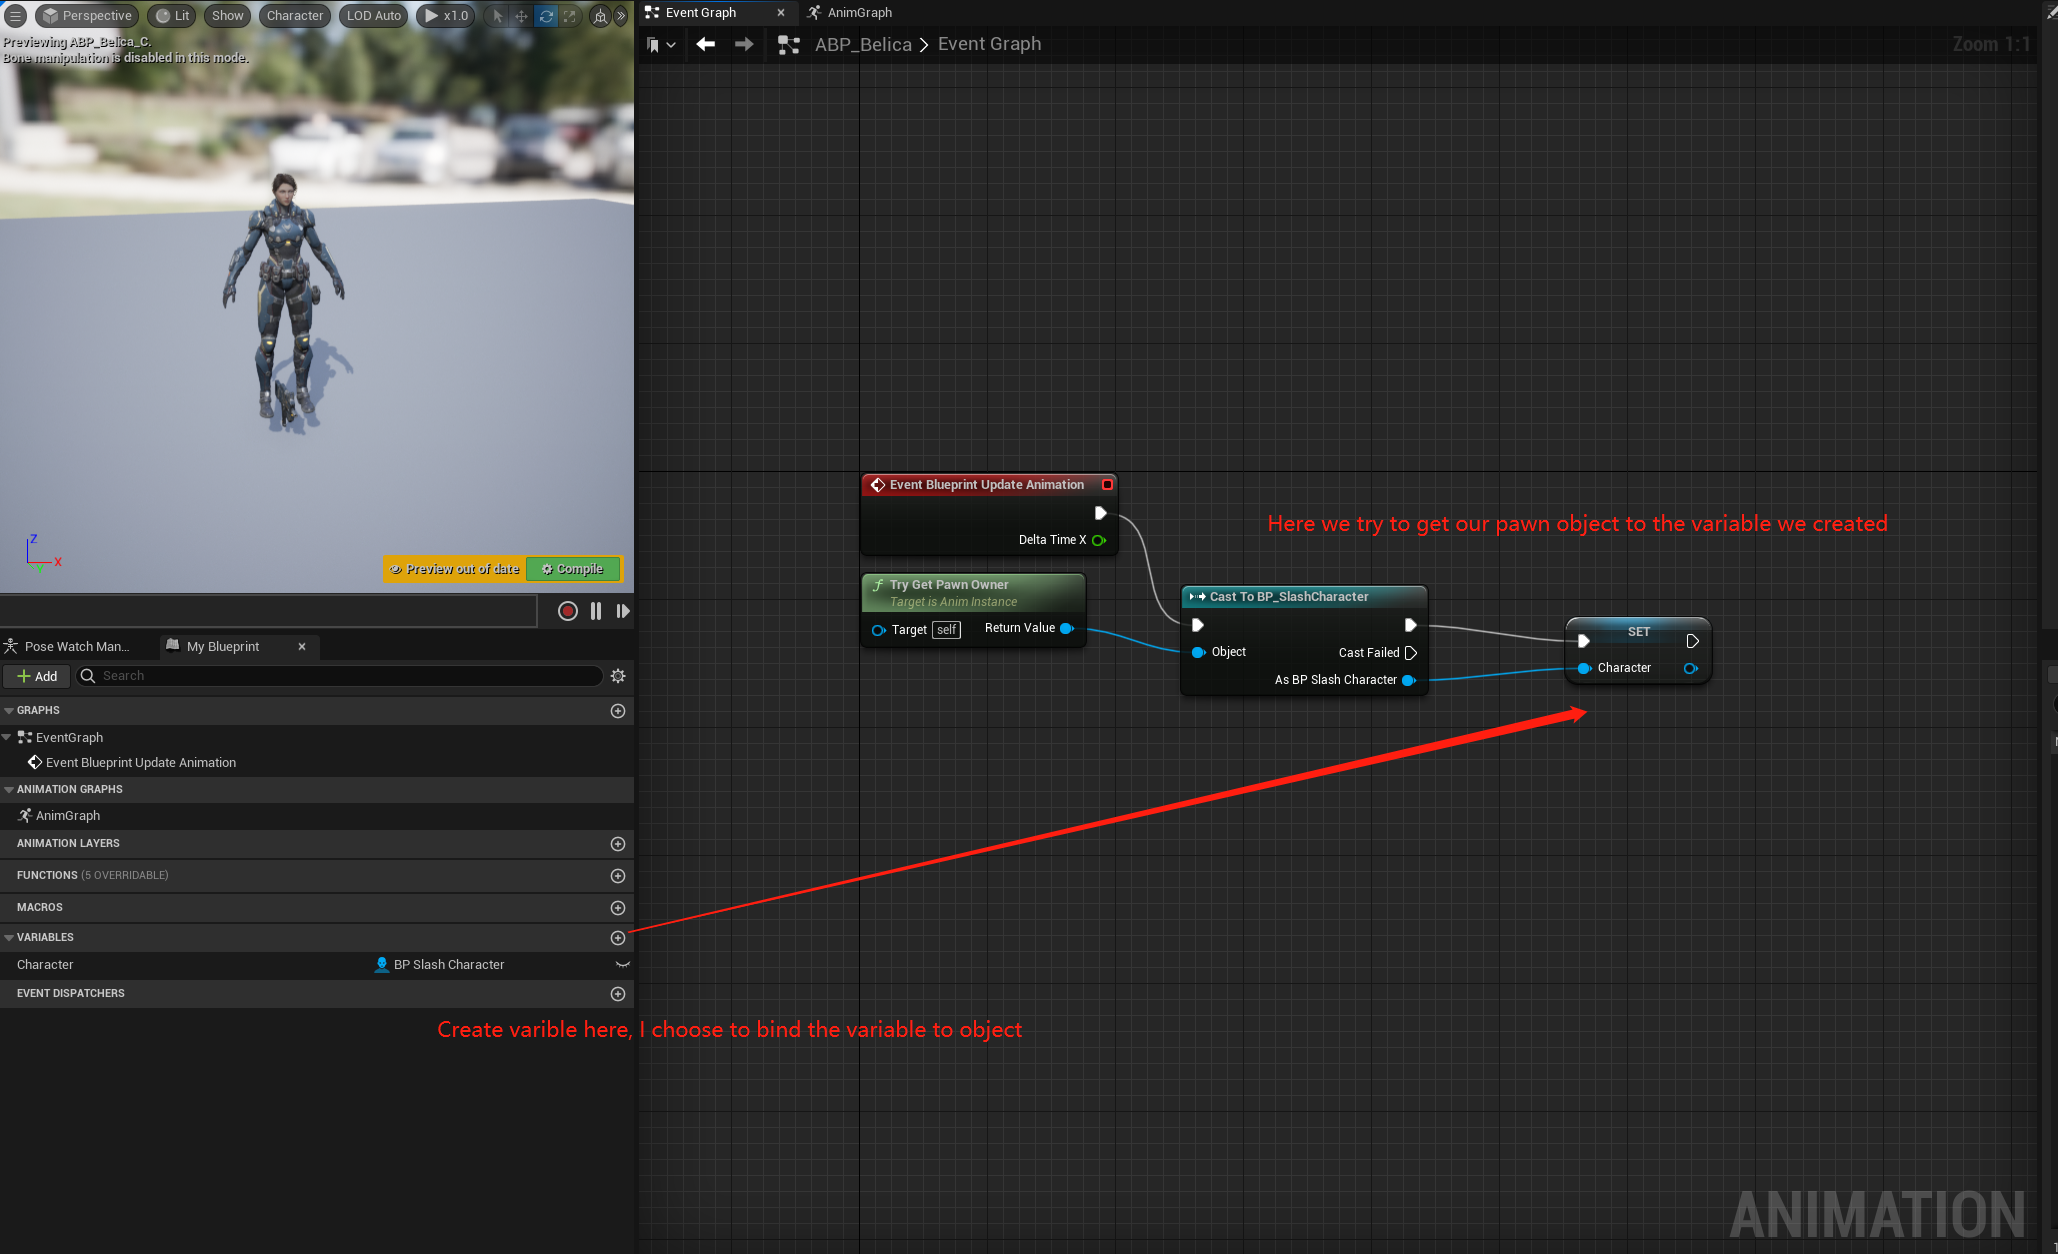 Perspective
Lit
Show
Character
LOD Auto
x1.0
Previewing ABP_Belica_C.
Bone manipulation is disabled in this mode.
Z
X
Preview out of date
Compile
Pose Watch Man...
My Blueprint
Add
Search
GRAPHS
EventGraph
Event Blueprint Update Animation
ANIMATION GRAPHS
AnimGraph
ANIMATION LAYERS
FUNCTIONS (5 OVERRIDABLE)
MACROS
VARIABLES
Character
BP Slash Character
EVENT DISPATCHERS
Create varible here, I choose to bind the variable to object
Event Graph
AnimGraph
ABP_Belica > Event Graph
Zoom 1:1
Event Blueprint Update Animation
Delta Time X
Here we try to get our pawn object to the variable we created
Try Get Pawn Owner
Target is Anim Instance
Target self
Return Value
Cast To BP_SlashCharacter
Object
Cast Failed
As BP Slash Character
SET
Character
ANIMATION